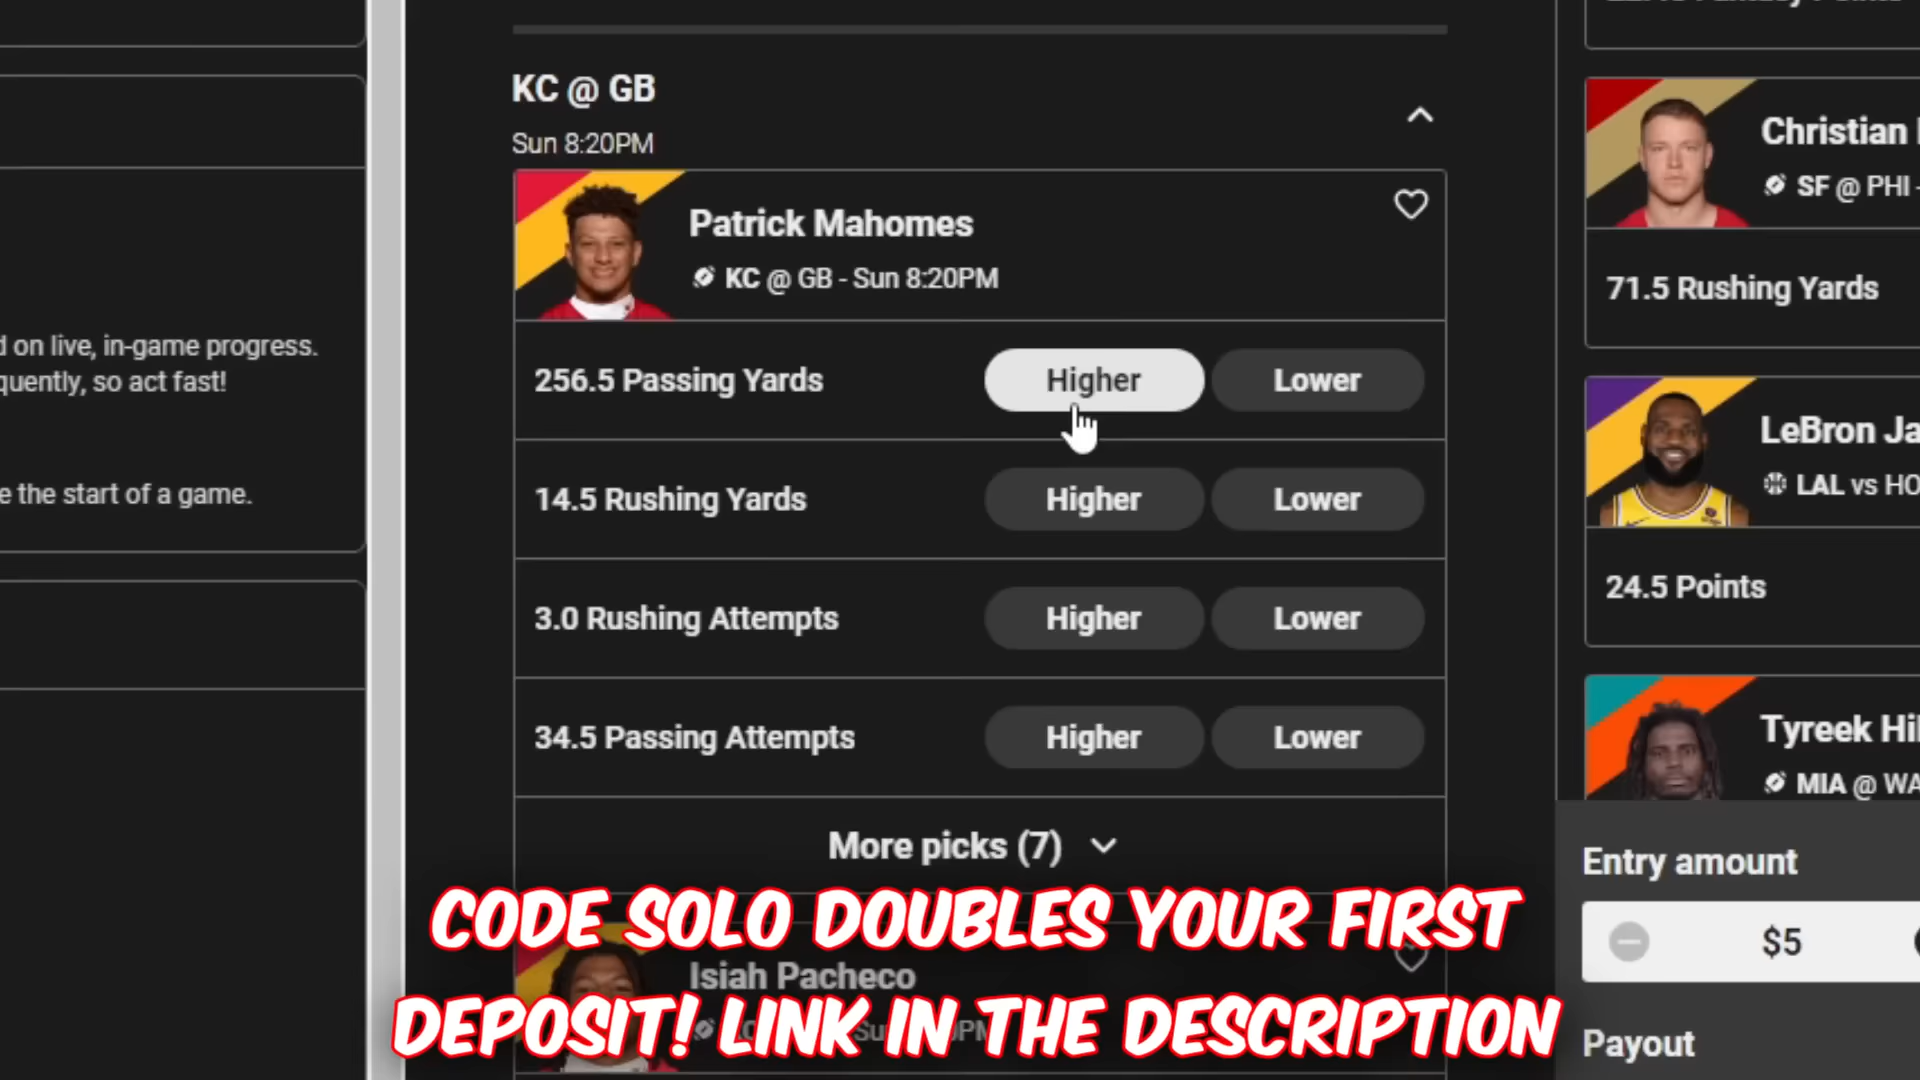 on live, in-game progress.
so act fast!
the start of a game.
KC @ GB
Sun 8:20PM
Patrick Mahomes
KC @ GB - Sun 8:20PM
256.5 Passing Yards
Higher
Lower
14.5 Rushing Yards
Higher
Lower
3.0 Rushing Attempts
Higher
Lower
34.5 Passing Attempts
Higher
Lower
More picks (7)
Isiah Pacheco
CODE SOLO DOUBLES YOUR FIRST
DEPOSIT! LINK IN THE DESCRIPTION
Christian
SF @ PHI -
71.5 Rushing Yards
LeBron Ja
LAL vs HO
24.5 Points
Tyreek Hil
MIA @ WA
Entry amount
$5
Payout